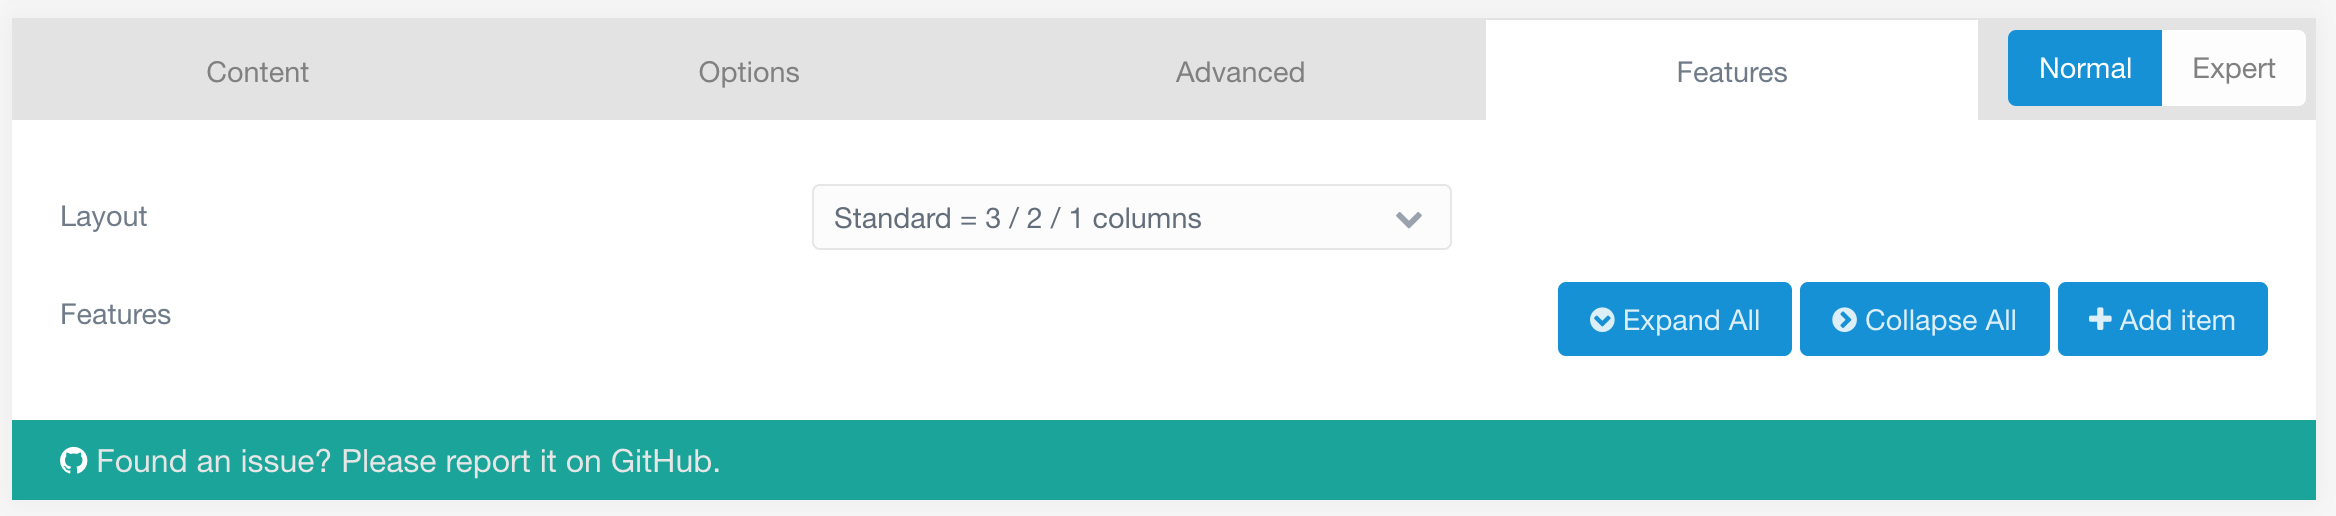 Content Options Advanced Features Normal Expert
Layout Standard = 3 / 2 / 1 columns
Features Expand All Collapse All Add item
Found an issue? Please report it on GitHub.